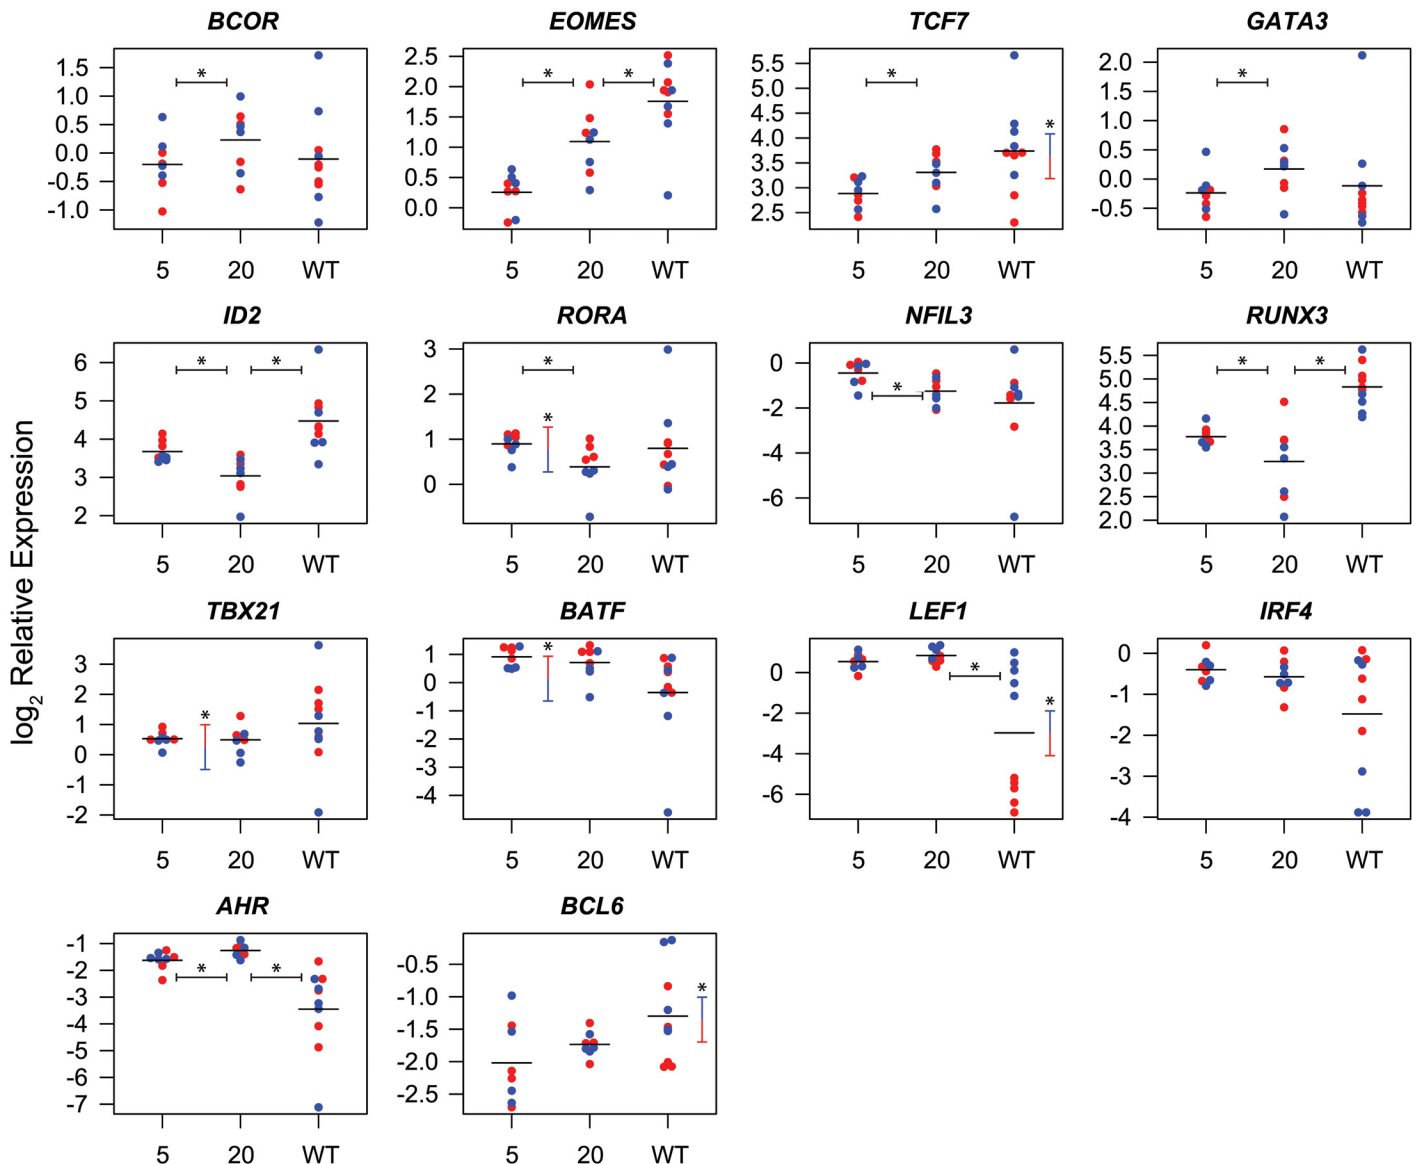 BCOR EOMES TCF7 GATA3
1.5 1.0 0.5 0.0 -0.5 -1.0
*
5 20 WT
2.5 2.0 1.5 1.0 0.5 0.0
* *
5 20 WT
5.5 5.0 4.5 4.0 3.5 3.0 2.5
* *
5 20 WT
2.0 1.5 1.0 0.5 0.0 -0.5
*
5 20 WT
log2 Relative Expression
ID2 RORA NFIL3 RUNX3
6 5 4 3 2
* *
5 20 WT
3 2 1 0
* *
5 20 WT
0 -2 -4 -6
*
5 20 WT
5.5 5.0 4.5 4.0 3.5 3.0 2.5 2.0
* *
5 20 WT
TBX21 BATF LEF1 IRF4
3 2 1 0 -1 -2
*
5 20 WT
1 0 -1 -2 -3 -4
*
5 20 WT
0 -2 -4 -6
* *
5 20 WT
0 -1 -2 -3 -4
5 20 WT
AHR BCL6
-1 -2 -3 -4 -5 -6 -7
* *
5 20 WT
-0.5 -1.0 -1.5 -2.0 -2.5
*
5 20 WT